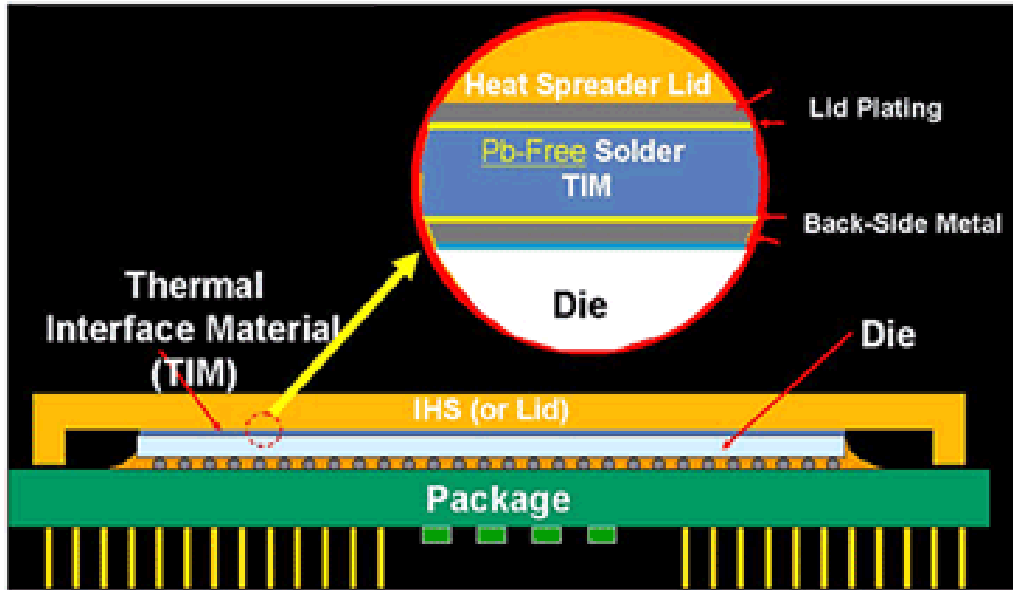 Heat Spreader Lid
Lid Plating
Pb-Free Solder
TIM
Back-Side Metal
Die
Thermal
Interface Material
(TIM)
Die
IHS (or Lid)
Package